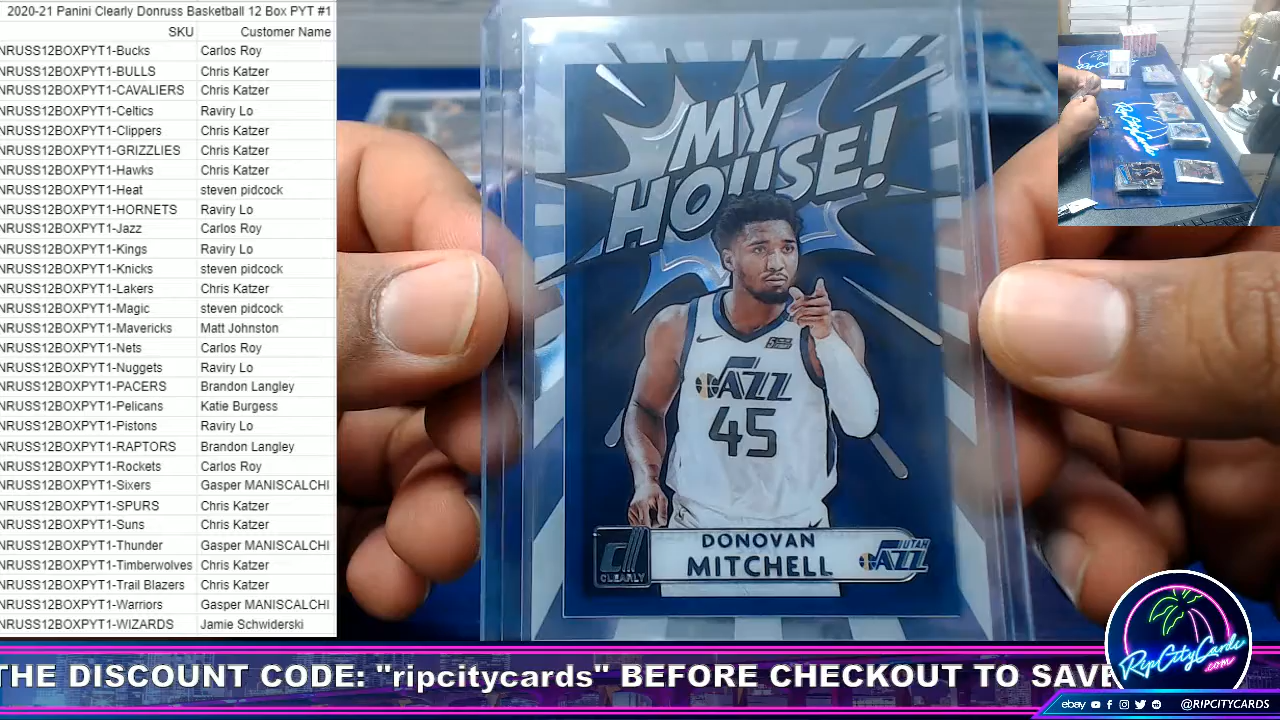 2020-21 Panini Clearly Donruss Basketball 12 Box PYT #1
SKU Customer Name
NRUSS12BOXPYT1-Bucks Carlos Roy
NRUSS12BOXPYT1-BULLS Chris Katzer
NRUSS12BOXPYT1-CAVALIERS Chris Katzer
NRUSS12BOXPYT1-Celtics Raviry Lo
NRUSS12BOXPYT1-Clippers Chris Katzer
NRUSS12BOXPYT1-GRIZZLIES Chris Katzer
NRUSS12BOXPYT1-Hawks Chris Katzer
NRUSS12BOXPYT1-Heat steven pidcock
NRUSS12BOXPYT1-HORNETS Raviry Lo
NRUSS12BOXPYT1-Jazz Carlos Roy
NRUSS12BOXPYT1-Kings Raviry Lo
NRUSS12BOXPYT1-Knicks steven pidcock
NRUSS12BOXPYT1-Lakers Chris Katzer
NRUSS12BOXPYT1-Magic steven pidcock
NRUSS12BOXPYT1-Mavericks Matt Johnston
NRUSS12BOXPYT1-Nets Carlos Roy
NRUSS12BOXPYT1-Nuggets Raviry Lo
NRUSS12BOXPYT1-PACERS Brandon Langley
NRUSS12BOXPYT1-Pelicans Katie Burgess
NRUSS12BOXPYT1-Pistons Raviry Lo
NRUSS12BOXPYT1-RAPTORS Brandon Langley
NRUSS12BOXPYT1-Rockets Carlos Roy
NRUSS12BOXPYT1-Sixers Gasper MANISCALCHI
NRUSS12BOXPYT1-SPURS Chris Katzer
NRUSS12BOXPYT1-Suns Chris Katzer
NRUSS12BOXPYT1-Thunder Gasper MANISCALCHI
NRUSS12BOXPYT1-Timberwolves Chris Katzer
NRUSS12BOXPYT1-Trail Blazers Chris Katzer
NRUSS12BOXPYT1-Warriors Gasper MANISCALCHI
NRUSS12BOXPYT1-WIZARDS Jamie Schwiderski
MY
HOUSE!
JAZZ
45
DONOVAN
MITCHELL
CLEARLY
UTAH
JAZZ
THE DISCOUNT CODE: "ripcitycards" BEFORE CHECKOUT TO SAVE
RipCityCards
.com
ebay @RIPCITYCARDS